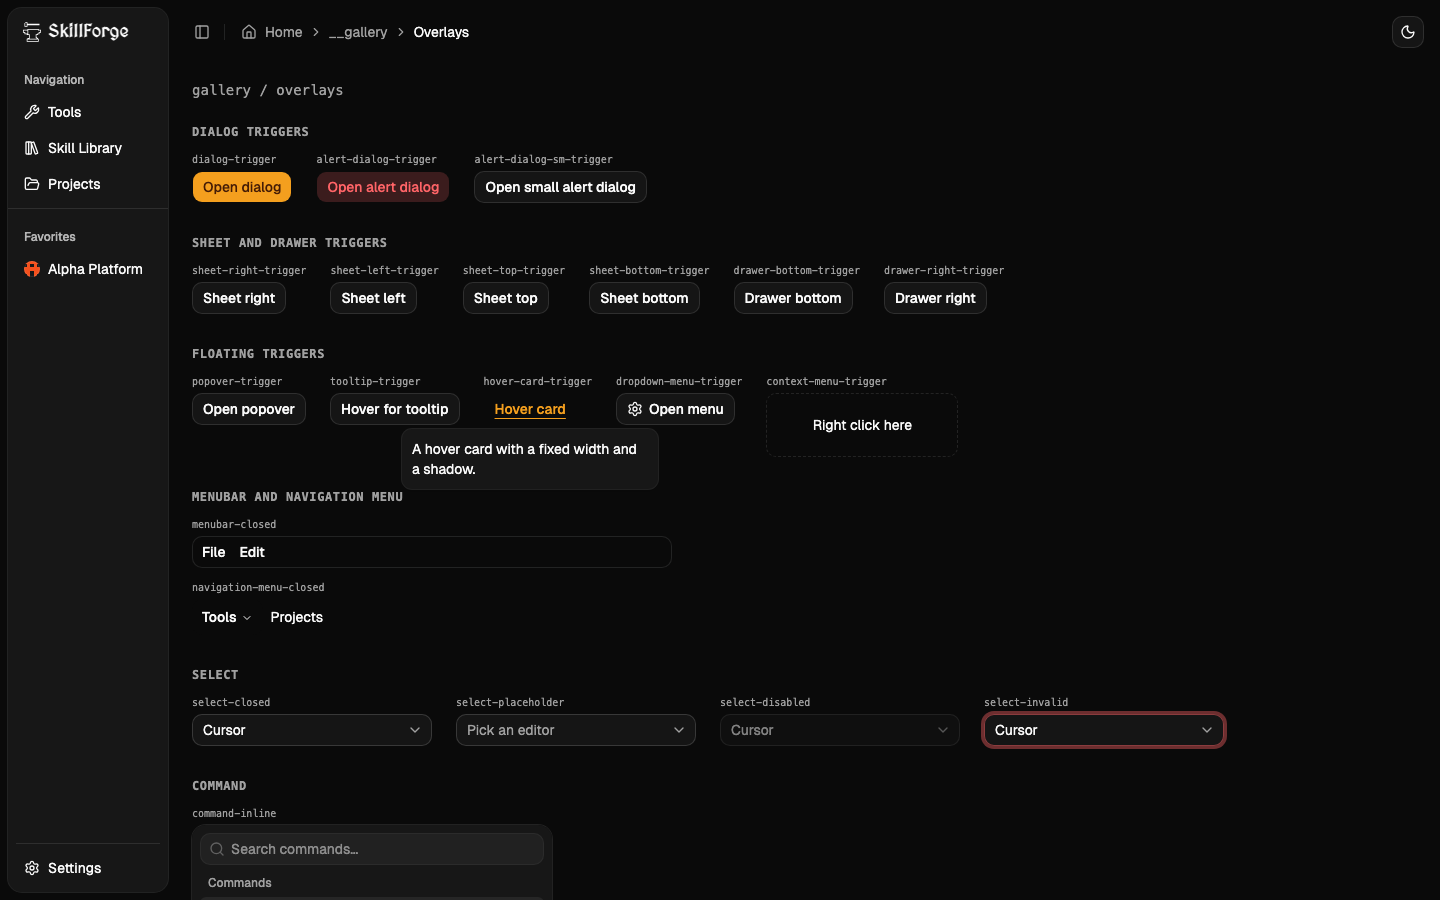 SkillForge
Home > __gallery > Overlays
Navigation
Tools
Skill Library
Projects
Favorites
Alpha Platform
Settings
gallery / overlays
DIALOG TRIGGERS
dialog-trigger alert-dialog-trigger alert-dialog-sm-trigger
Open dialog Open alert dialog Open small alert dialog
SHEET AND DRAWER TRIGGERS
sheet-right-trigger sheet-left-trigger sheet-top-trigger sheet-bottom-trigger drawer-bottom-trigger drawer-right-trigger
Sheet right Sheet left Sheet top Sheet bottom Drawer bottom Drawer right
FLOATING TRIGGERS
popover-trigger tooltip-trigger hover-card-trigger dropdown-menu-trigger context-menu-trigger
Open popover Hover for tooltip Hover card Open menu Right click here
A hover card with a fixed width and
a shadow.
MENUBAR AND NAVIGATION MENU
menubar-closed
File Edit
navigation-menu-closed
Tools Projects
SELECT
select-closed select-placeholder select-disabled select-invalid
Cursor Pick an editor Cursor Cursor
COMMAND
command-inline
Search commands...
Commands